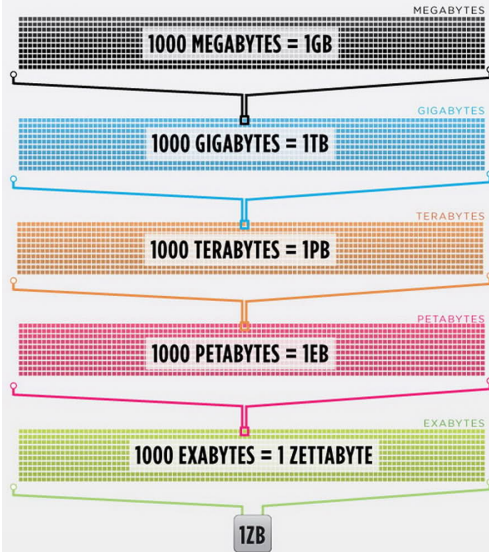 MEGABYTES
1000 MEGABYTES = 1GB
GIGABYTES
1000 GIGABYTES = 1TB
TERABYTES
1000 TERABYTES = 1PB
PETABYTES
1000 PETABYTES = 1EB
EXABYTES
1000 EXABYTES = 1 ZETTABYTE
1ZB